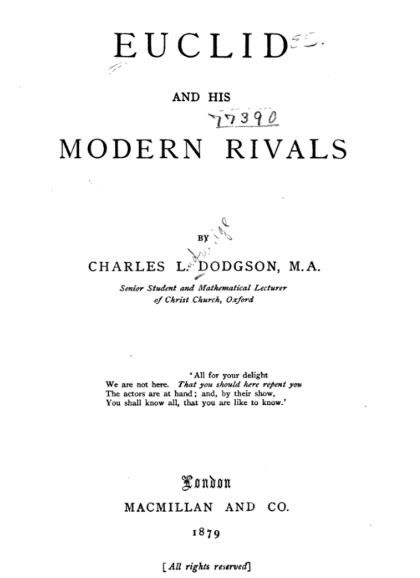 EUCLID
AND HIS
77390
MODERN RIVALS
BY
CHARLES L. DODGSON, M.A.
Senior Student and Mathematical Lecturer
of Christ Church, Oxford
'All for your delight
We are not here. That you should here repent you
The actors are at hand; and, by their show,
You shall know all, that you are like to know.'
London
MACMILLAN AND CO.
1879
[All rights reserved]